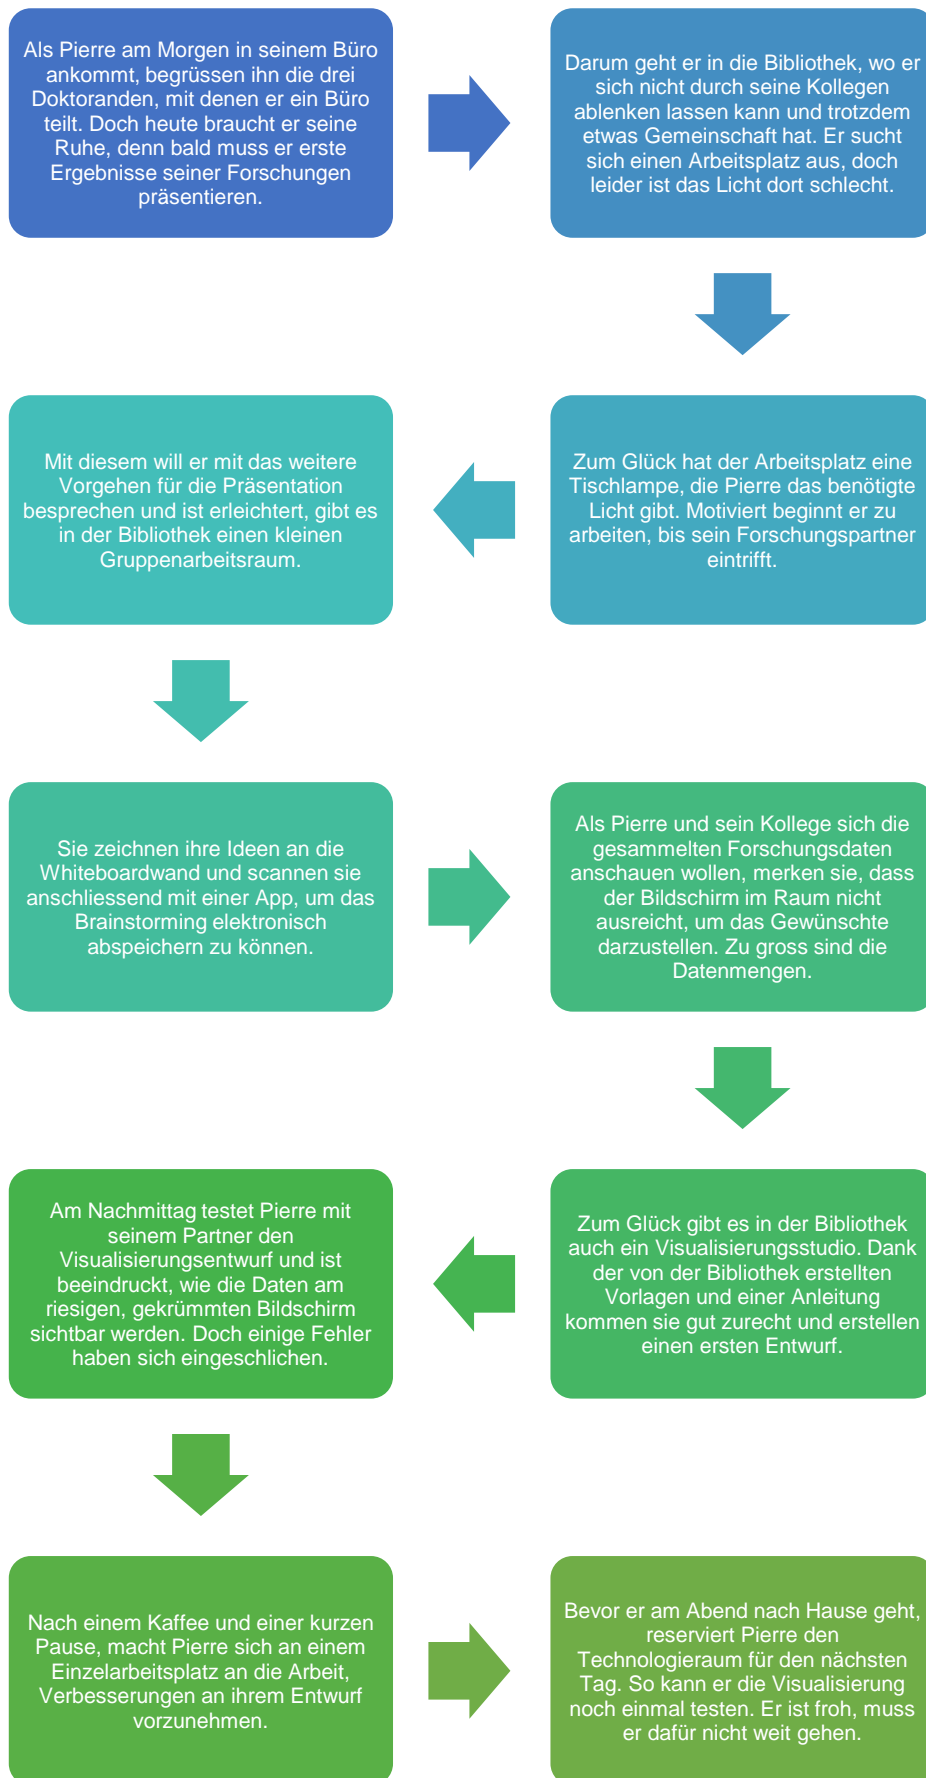 Als Pierre am Morgen in seinem Büro
ankommt, begrüssen ihn die drei
Doktoranden, mit denen er ein Büro
teilt. Doch heute braucht er seine
Ruhe, denn bald muss er erste
Ergebnisse seiner Forschungen
präsentieren.
Darum geht er in die Bibliothek, wo er
sich nicht durch seine Kollegen
ablenken lassen kann und trotzdem
etwas Gemeinschaft hat. Er sucht
sich einen Arbeitsplatz aus, doch
leider ist das Licht dort schlecht.
Zum Glück hat der Arbeitsplatz eine
Tischlampe, die Pierre das benötigte
Licht gibt. Motiviert beginnt er zu
arbeiten, bis sein Forschungspartner
eintrifft.
Mit diesem will er mit das weitere
Vorgehen für die Präsentation
besprechen und ist erleichtert, gibt es
in der Bibliothek einen kleinen
Gruppenarbeitsraum.
Sie zeichnen ihre Ideen an die
Whiteboardwand und scannen sie
anschliessend mit einer App, um das
Brainstorming elektronisch
abspeichern zu können.
Als Pierre und sein Kollege sich die
gesammelten Forschungsdaten
anschauen wollen, merken sie, dass
der Bildschirm im Raum nicht
ausreicht, um das Gewünschte
darzustellen. Zu gross sind die
Datenmengen.
Zum Glück gibt es in der Bibliothek
auch ein Visualisierungsstudio. Dank
der von der Bibliothek erstellten
Vorlagen und einer Anleitung
kommen sie gut zurecht und erstellen
einen ersten Entwurf.
Am Nachmittag testet Pierre mit
seinem Partner den
Visualisierungsentwurf und ist
beeindruckt, wie die Daten am
riesigen, gekrümmten Bildschirm
sichtbar werden. Doch einige Fehler
haben sich eingeschlichen.
Nach einem Kaffee und einer kurzen
Pause, macht Pierre sich an einem
Einzelarbeitsplatz an die Arbeit,
Verbesserungen an ihrem Entwurf
vorzunehmen.
Bevor er am Abend nach Hause geht,
reserviert Pierre den
Technologieraum für den nächsten
Tag. So kann er die Visualisierung
noch einmal testen. Er ist froh, muss
er dafür nicht weit gehen.